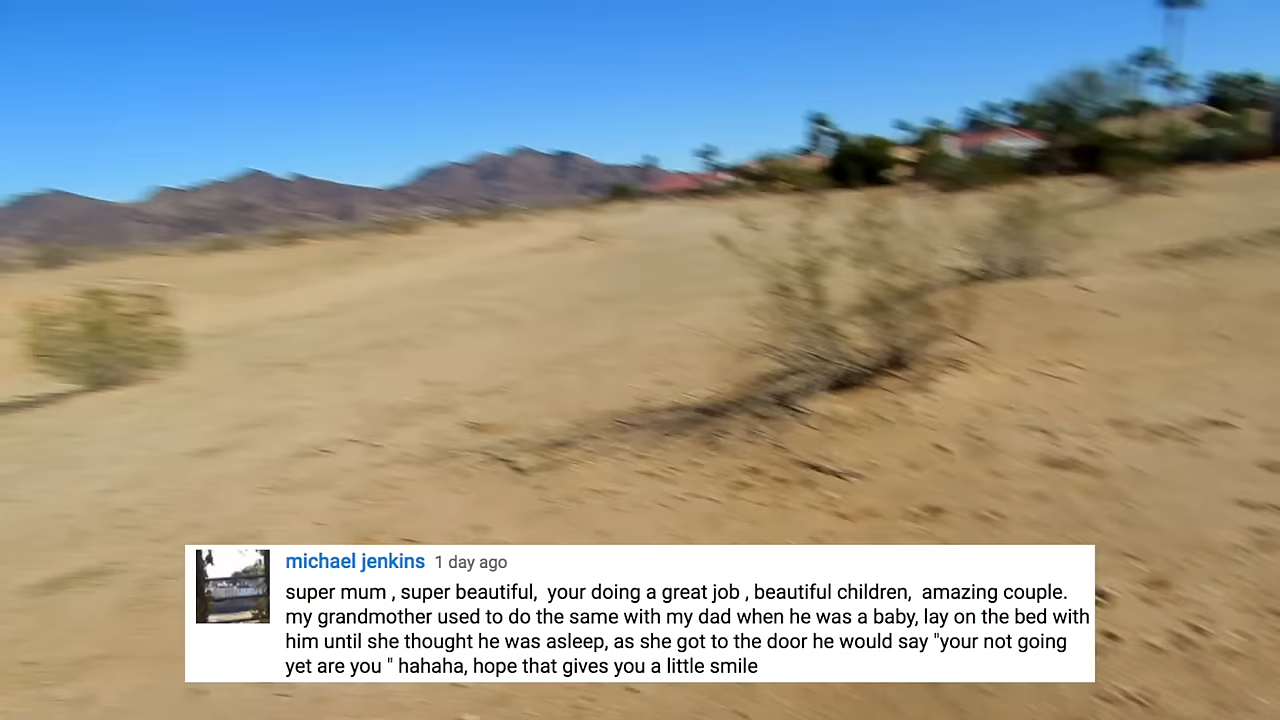 michael jenkins 1 day ago
super mum , super beautiful,  your doing a great job , beautiful children,  amazing couple.
my grandmother used to do the same with my dad when he was a baby, lay on the bed with
him until she thought he was asleep, as she got to the door he would say "your not going
yet are you " hahaha, hope that gives you a little smile